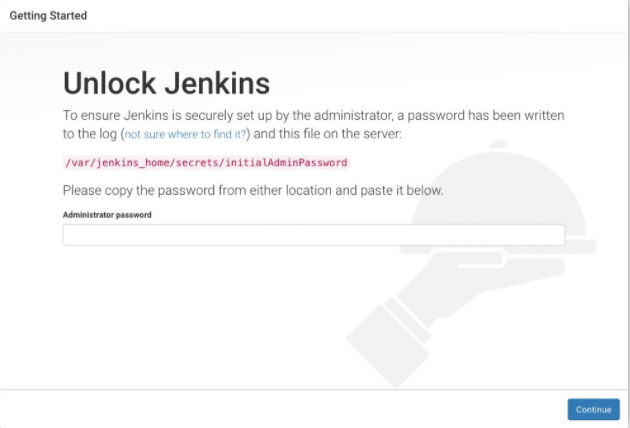 Getting Started
Unlock Jenkins
To ensure Jenkins is securely set up by the administrator, a password has been written
to the log (not sure where to find it?) and this file on the server:
/var/jenkins_home/secrets/initialAdminPassword
Please copy the password from either location and paste it below.
Administrator password
Continue